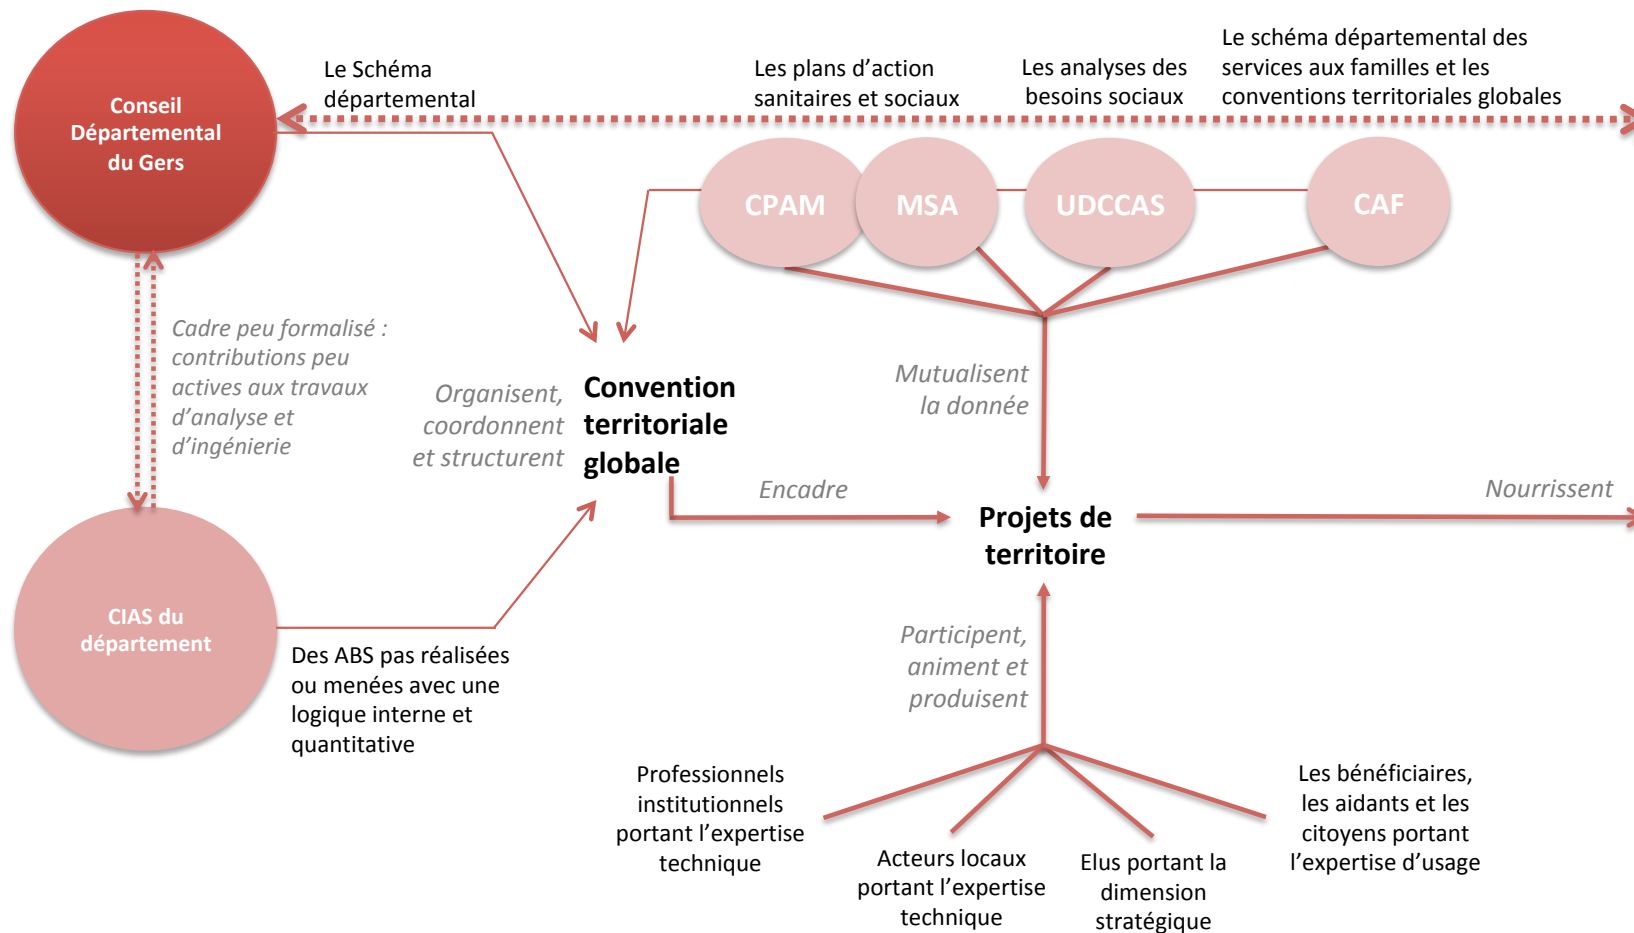 Conseil
Départemental
du Gers
Le Schéma
départemental
Les plans d’action
sanitaires et sociaux
Les analyses des
besoins sociaux
Le schéma départemental des
services aux familles et les
conventions territoriales globales
CPAM
MSA
UDCCAS
CAF
Cadre peu formalisé :
contributions peu
actives aux travaux
d’analyse et
d’ingénierie
Organisent,
coordonnent
et structurent
Convention
territoriale
globale
Mutualisent
la donnée
Encadre
Projets de
territoire
Nourrissent
CIAS du
département
Des ABS pas réalisées
ou menées avec une
logique interne et
quantitative
Participent,
animent et
produisent
Professionnels
institutionnels
portant l’expertise
technique
Acteurs locaux
portant l’expertise
technique
Elus portant la
dimension
stratégique
Les bénéficiaires,
les aidants et les
citoyens portant
l’expertise d’usage